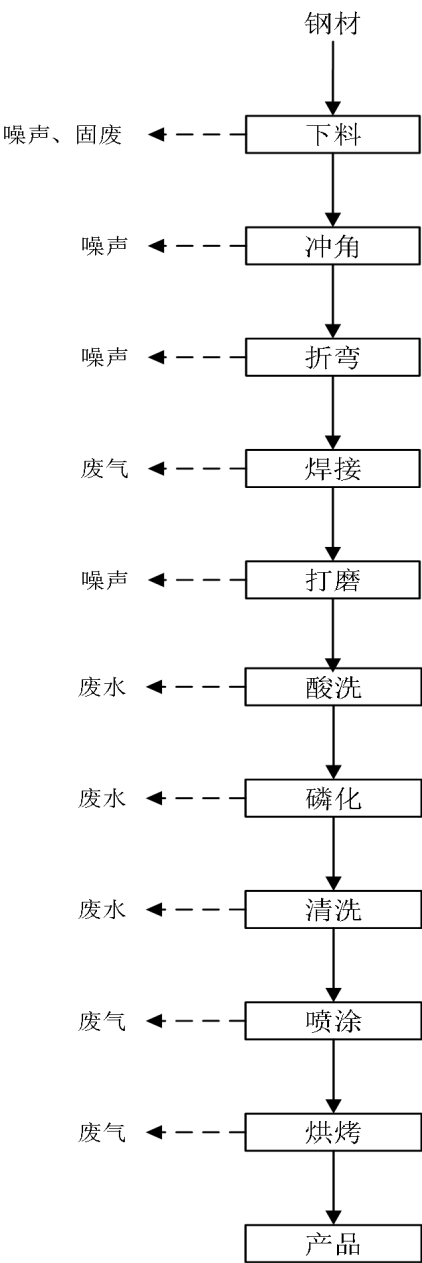 钢材
噪声、固废
下料
噪声
冲角
噪声
折弯
废气
焊接
噪声
打磨
废水
酸洗
废水
磷化
废水
清洗
废气
喷涂
废气
烘烤
产品